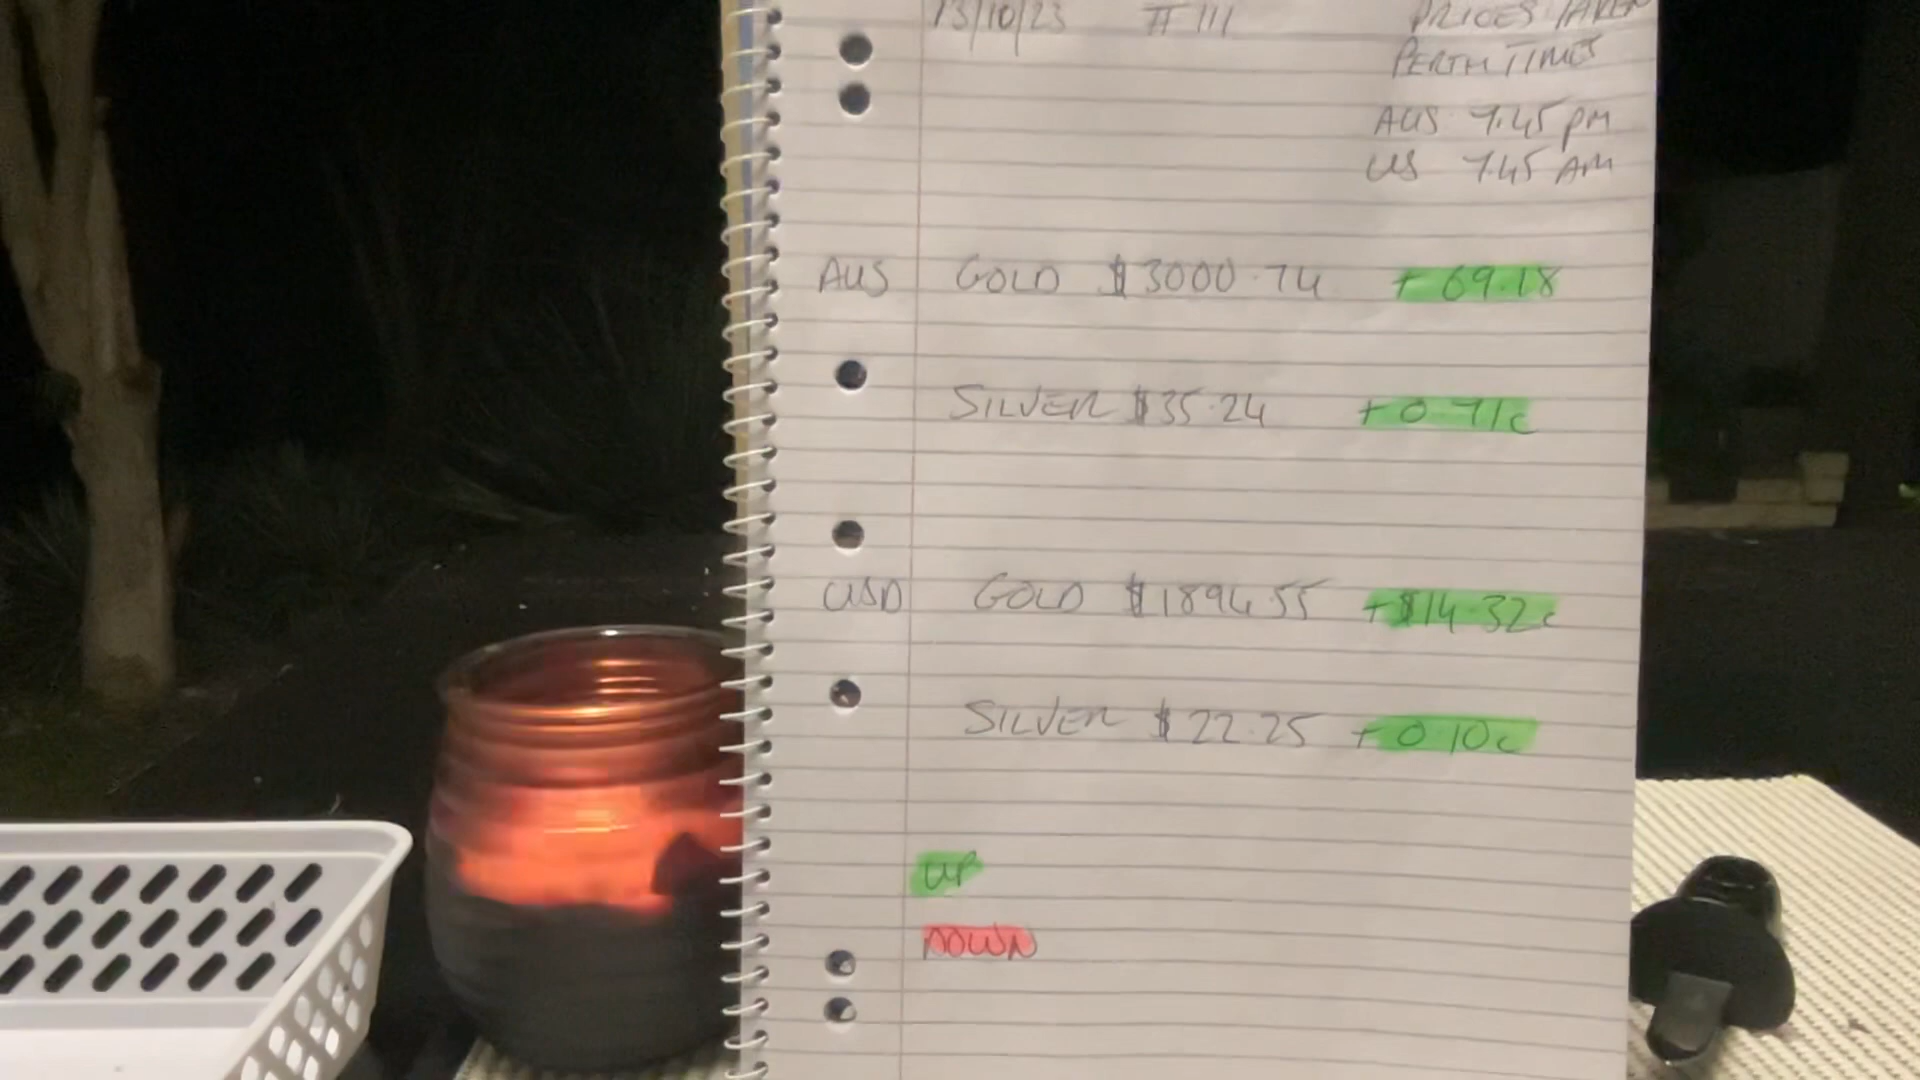 13/10/23 #111 PRICES TAKEN
PERTH TIMES
AUS 7.45 pm
US 7.45 AM
AUS GOLD $3000.74 + 69.18
SILVER $35.24 + 0.71c
USD GOLD $1894.55 +$14.32c
SILVER $22.25 + 0.10c
UP
DOWN